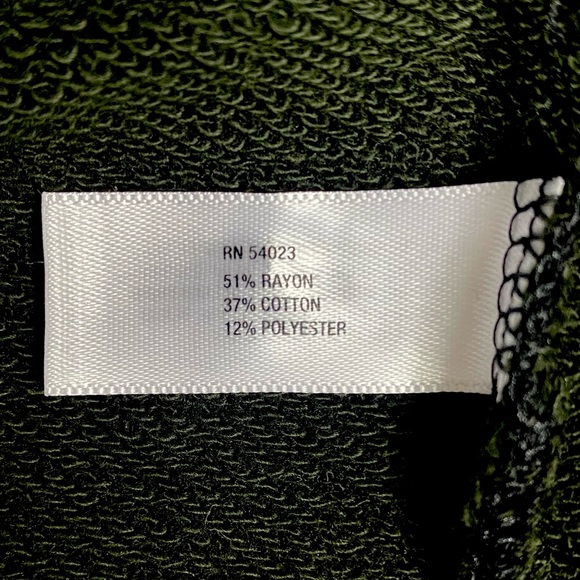 RN 54023
51% RAYON
37% COTTON
12% POLYESTER